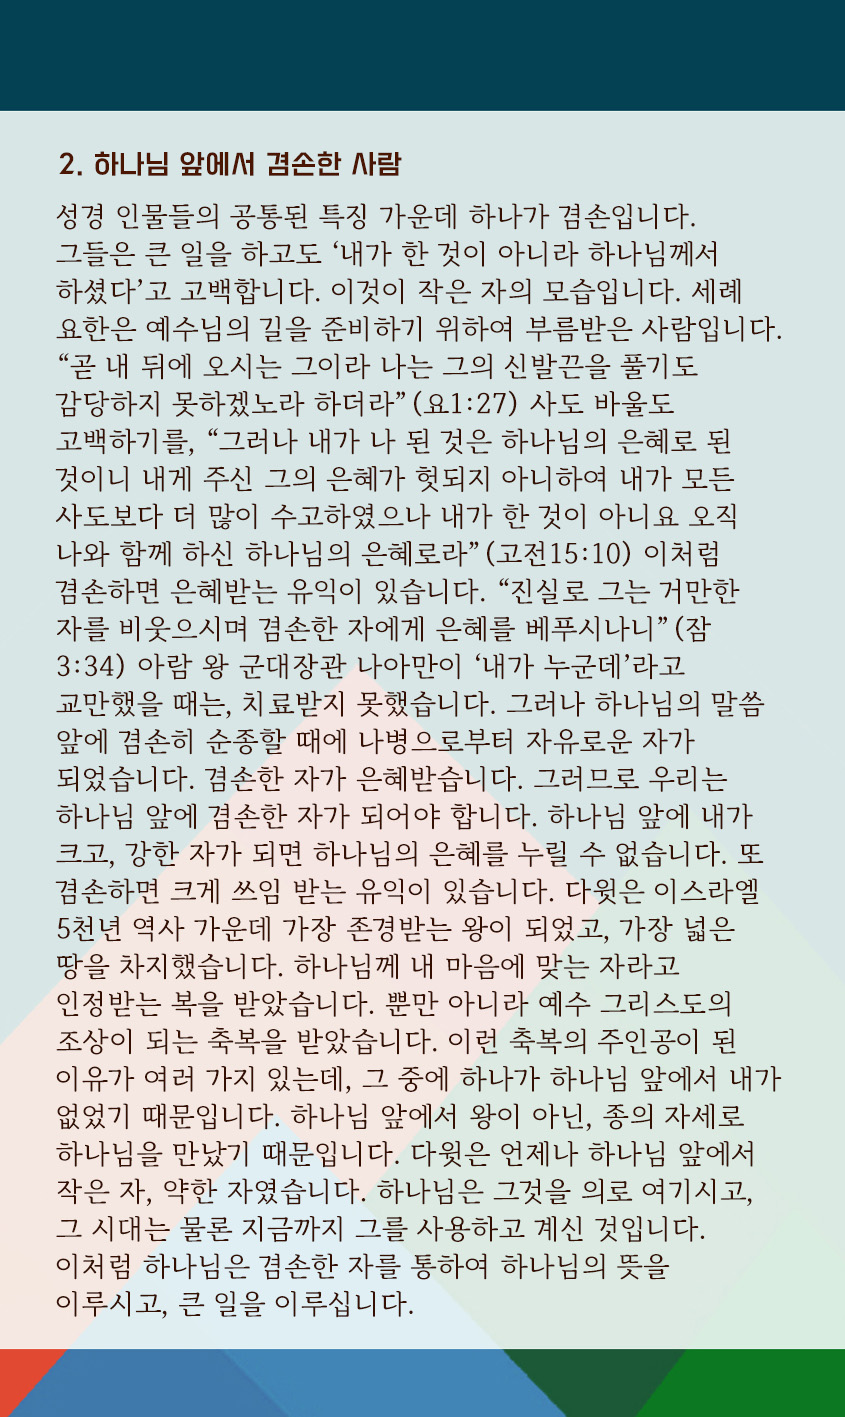 2. 하나님 앞에서 겸손한 사람
성경 인물들의 공통된 특징 가운데 하나가 겸손입니다.
그들은 큰 일을 하고도 ‘내가 한 것이 아니라 하나님께서
하셨다’고 고백합니다. 이것이 작은 자의 모습입니다. 세례
요한은 예수님의 길을 준비하기 위하여 부름받은 사람입니다.
“곧 내 뒤에 오시는 그이라 나는 그의 신발끈을 풀기도
감당하지 못하겠노라 하더라”(요1:27) 사도 바울도
고백하기를, “그러나 내가 나 된 것은 하나님의 은혜로 된
것이니 내게 주신 그의 은혜가 헛되지 아니하여 내가 모든
사도보다 더 많이 수고하였으나 내가 한 것이 아니요 오직
나와 함께 하신 하나님의 은혜로라”(고전15:10) 이처럼
겸손하면 은혜받는 유익이 있습니다. “진실로 그는 거만한
자를 비웃으시며 겸손한 자에게 은혜를 베푸시나니”(잠
3:34) 아람 왕 군대장관 나아만이 ‘내가 누군데’라고
교만했을 때는, 치료받지 못했습니다. 그러나 하나님의 말씀
앞에 겸손히 순종할 때에 나병으로부터 자유로운 자가
되었습니다. 겸손한 자가 은혜받습니다. 그러므로 우리는
하나님 앞에 겸손한 자가 되어야 합니다. 하나님 앞에 내가
크고, 강한 자가 되면 하나님의 은혜를 누릴 수 없습니다. 또
겸손하면 크게 쓰임 받는 유익이 있습니다. 다윗은 이스라엘
5천년 역사 가운데 가장 존경받는 왕이 되었고, 가장 넓은
땅을 차지했습니다. 하나님께 내 마음에 맞는 자라고
인정받는 복을 받았습니다. 뿐만 아니라 예수 그리스도의
조상이 되는 축복을 받았습니다. 이런 축복의 주인공이 된
이유가 여러 가지 있는데, 그 중에 하나가 하나님 앞에서 내가
없었기 때문입니다. 하나님 앞에서 왕이 아닌, 종의 자세로
하나님을 만났기 때문입니다. 다윗은 언제나 하나님 앞에서
작은 자, 약한 자였습니다. 하나님은 그것을 의로 여기시고,
그 시대는 물론 지금까지 그를 사용하고 계신 것입니다.
이처럼 하나님은 겸손한 자를 통하여 하나님의 뜻을
이루시고, 큰 일을 이루십니다.